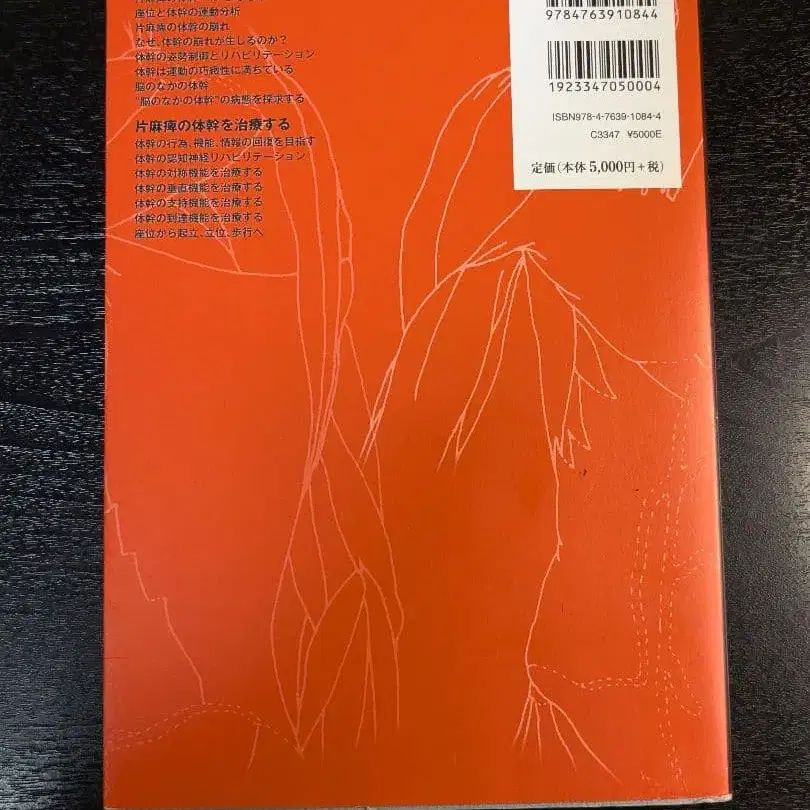 座位と体幹の運動分析
片麻痺の体幹の崩れ
なぜ、体幹の崩れが生じるのか?
体幹の姿勢制御とリハビリテーション
体幹は運動の巧緻性に満ちている
脳のなかの体幹
“脳のなかの体幹”の病態を探求する
片麻痺の体幹を治療する
体幹の行為、機能、情報の回復を目指す
体幹の認知神経リハビリテーション
体幹の対称機能を治療する
体幹の垂直機能を治療する
体幹の支持機能を治療する
体幹の到達機能を治療する
座位から起立、立位、歩行へ
9784763910844
1923347050004
ISBN978-4-7639-1084-4
C3347 ¥5000E
定価(本体5,000円+税)